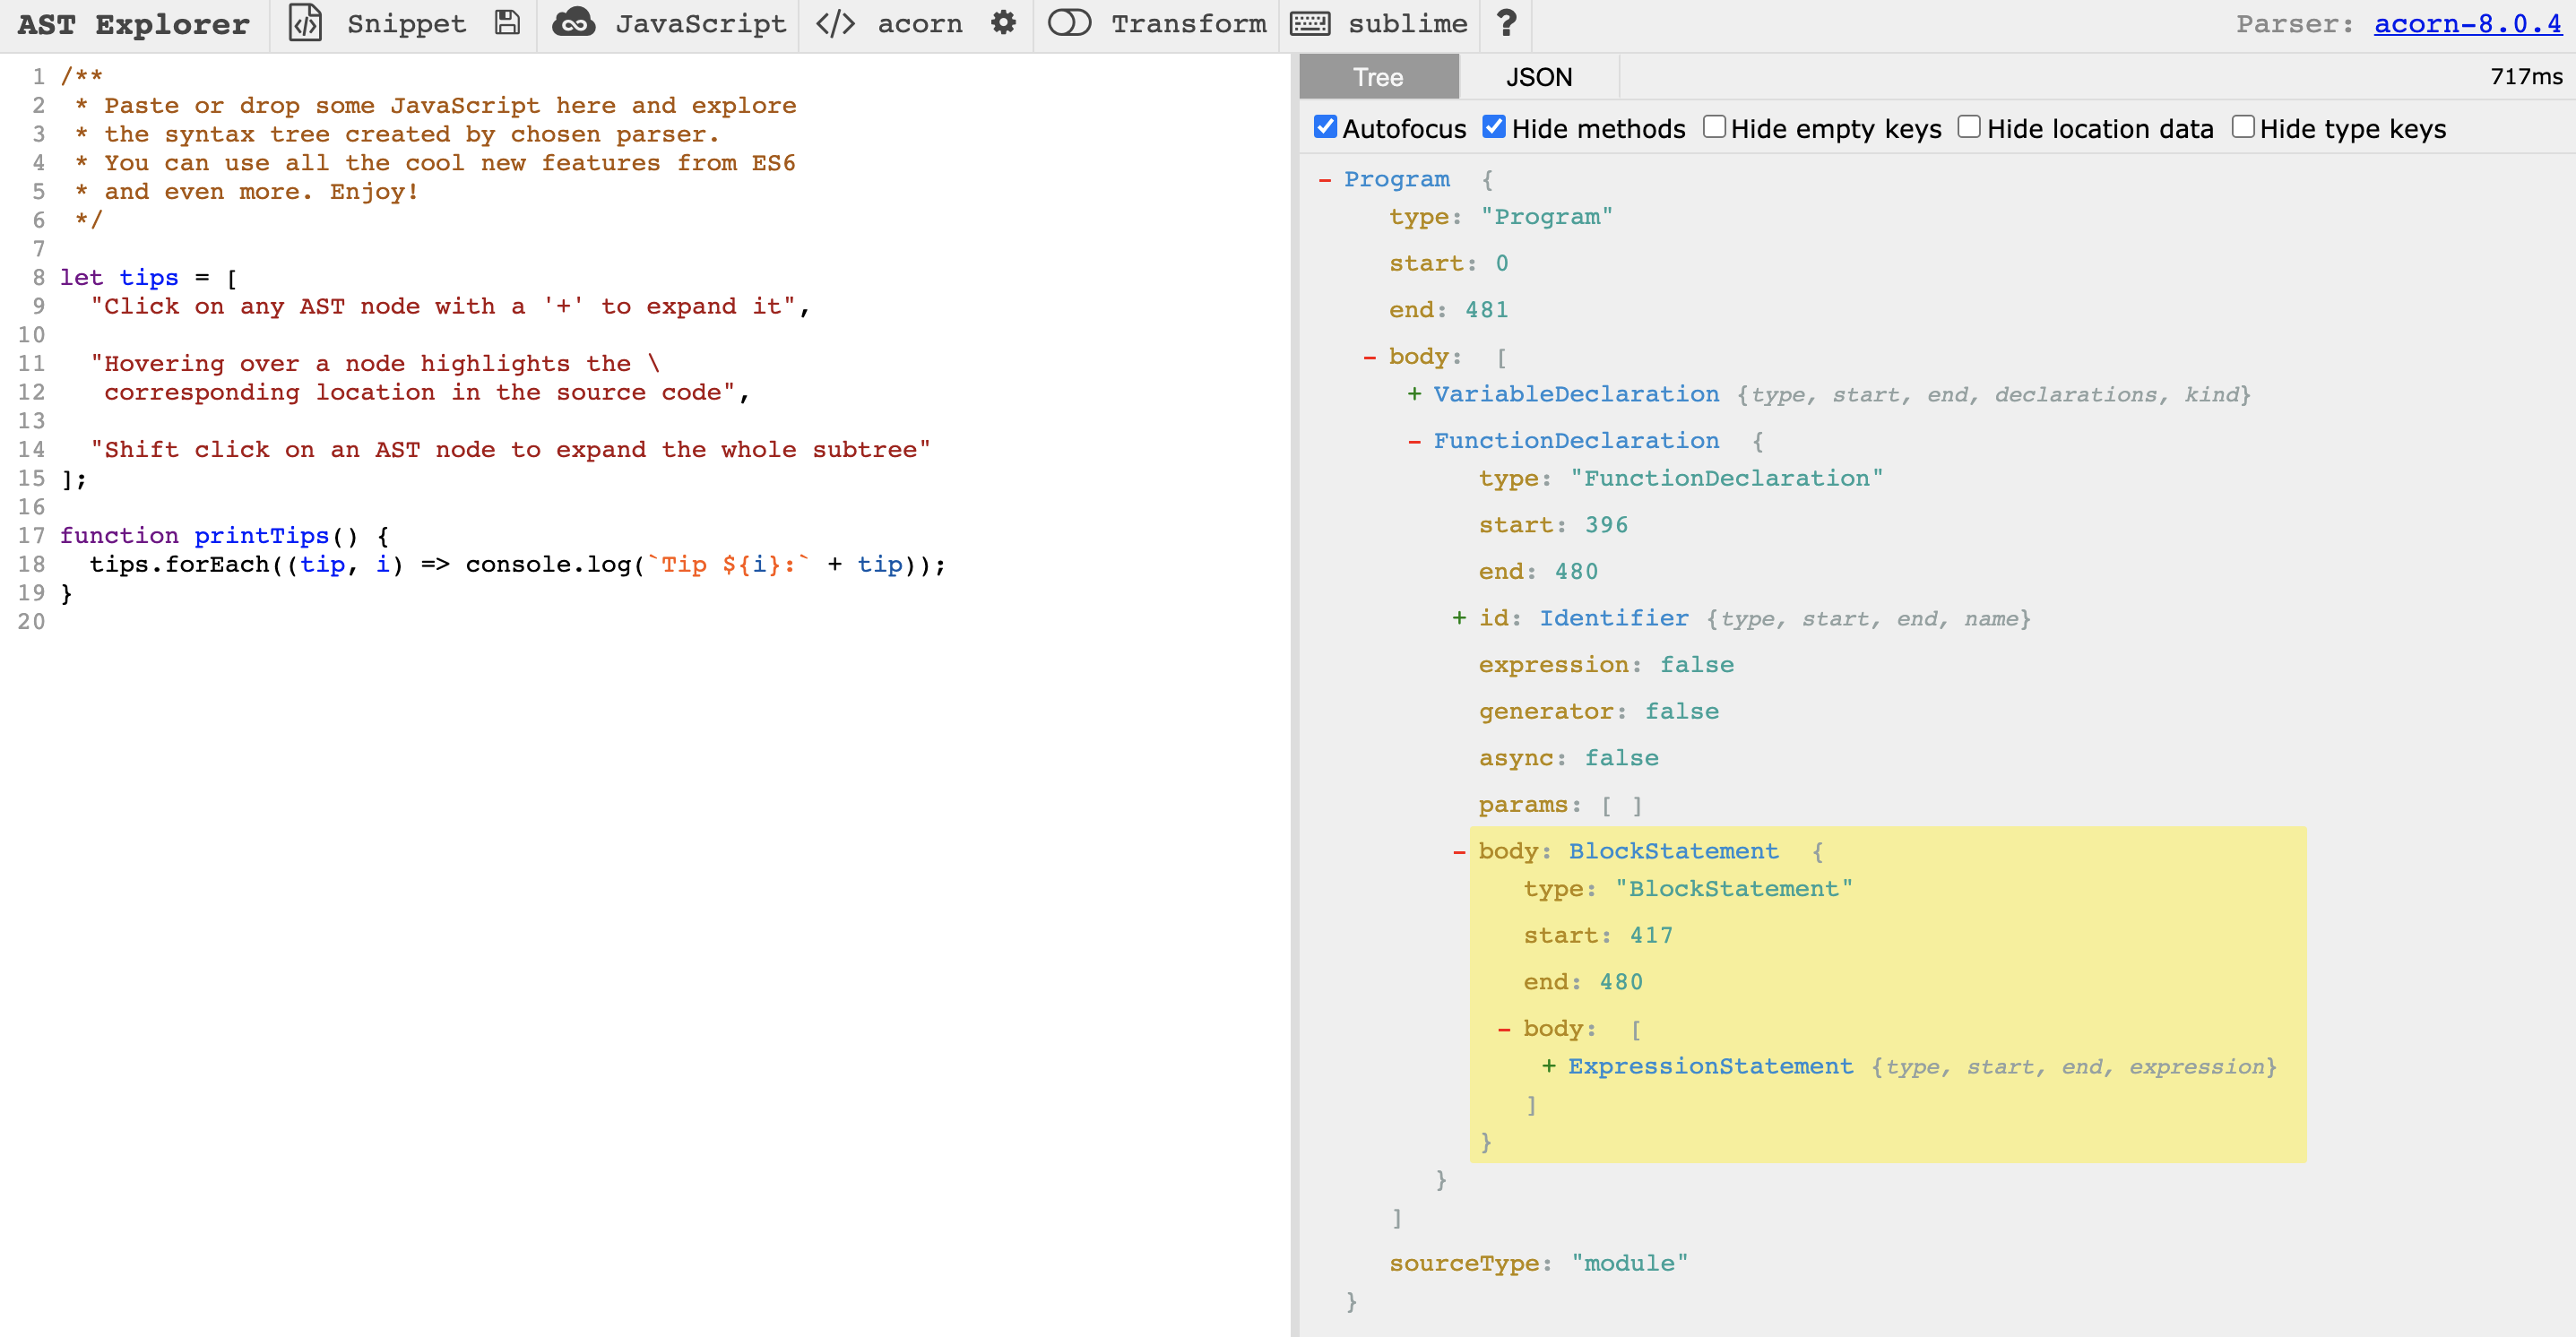 AST Explorer Snippet JavaScript </> acorn Transform sublime ? Parser: acorn-8.0.4
1 /**
2  * Paste or drop some JavaScript here and explore
3  * the syntax tree created by chosen parser.
4  * You can use all the cool new features from ES6
5  * and even more. Enjoy!
6  */
7
8 let tips = [
9   "Click on any AST node with a '+' to expand it",
10
11   "Hovering over a node highlights the \
12    corresponding location in the source code",
13
14   "Shift click on an AST node to expand the whole subtree"
15 ];
16
17 function printTips() {
18   tips.forEach((tip, i) => console.log(`Tip ${i}:` + tip));
19 }
20
Tree JSON 717ms
Autofocus Hide methods Hide empty keys Hide location data Hide type keys
- Program {
type: "Program"
start: 0
end: 481
- body: [
+ VariableDeclaration {type, start, end, declarations, kind}
- FunctionDeclaration {
type: "FunctionDeclaration"
start: 396
end: 480
+ id: Identifier {type, start, end, name}
expression: false
generator: false
async: false
params: [ ]
- body: BlockStatement {
type: "BlockStatement"
start: 417
end: 480
- body: [
+ ExpressionStatement {type, start, end, expression}
]
}
}
]
sourceType: "module"
}